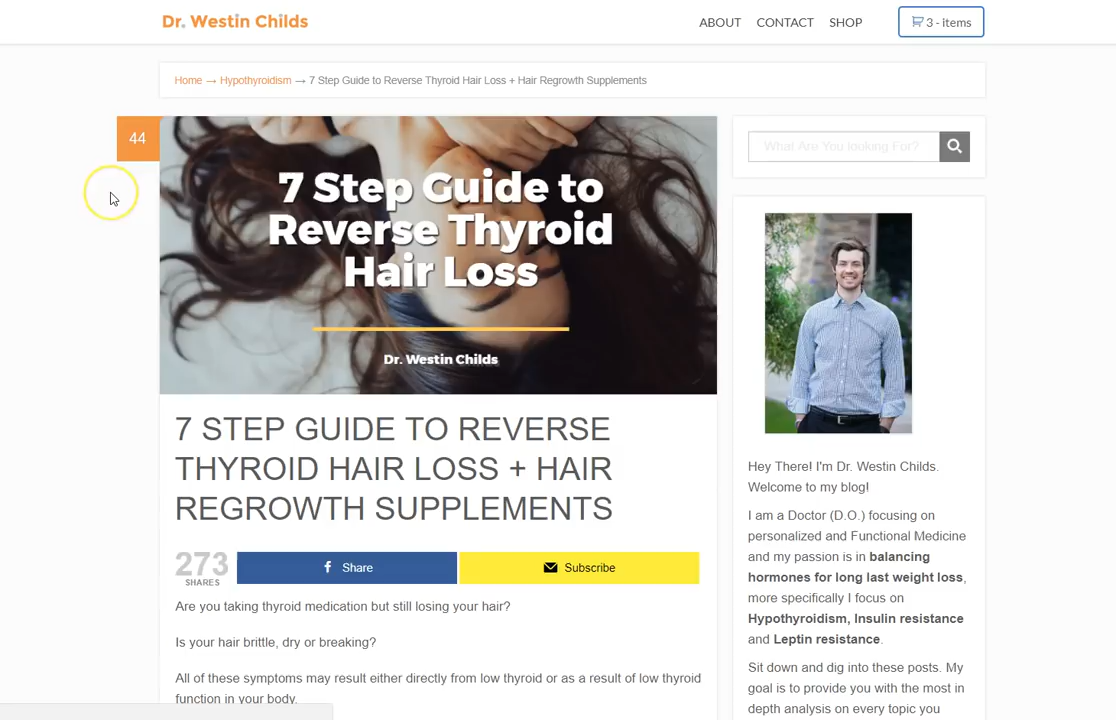 Dr. Westin Childs
ABOUT CONTACT SHOP 3 - items
Home → Hypothyroidism → 7 Step Guide to Reverse Thyroid Hair Loss + Hair Regrowth Supplements
44
7 Step Guide to
Reverse Thyroid
Hair Loss
Dr. Westin Childs
7 STEP GUIDE TO REVERSE
THYROID HAIR LOSS + HAIR
REGROWTH SUPPLEMENTS
273
SHARES
Share
Subscribe
Are you taking thyroid medication but still losing your hair?
Is your hair brittle, dry or breaking?
All of these symptoms may result either directly from low thyroid or as a result of low thyroid
function in your body.
What Are You looking For?
Hey There! I'm Dr. Westin Childs.
Welcome to my blog!
I am a Doctor (D.O.) focusing on
personalized and Functional Medicine
and my passion is in balancing
hormones for long last weight loss,
more specifically I focus on
Hypothyroidism, Insulin resistance
and Leptin resistance.
Sit down and dig into these posts. My
goal is to provide you with the most in
depth analysis on every topic you